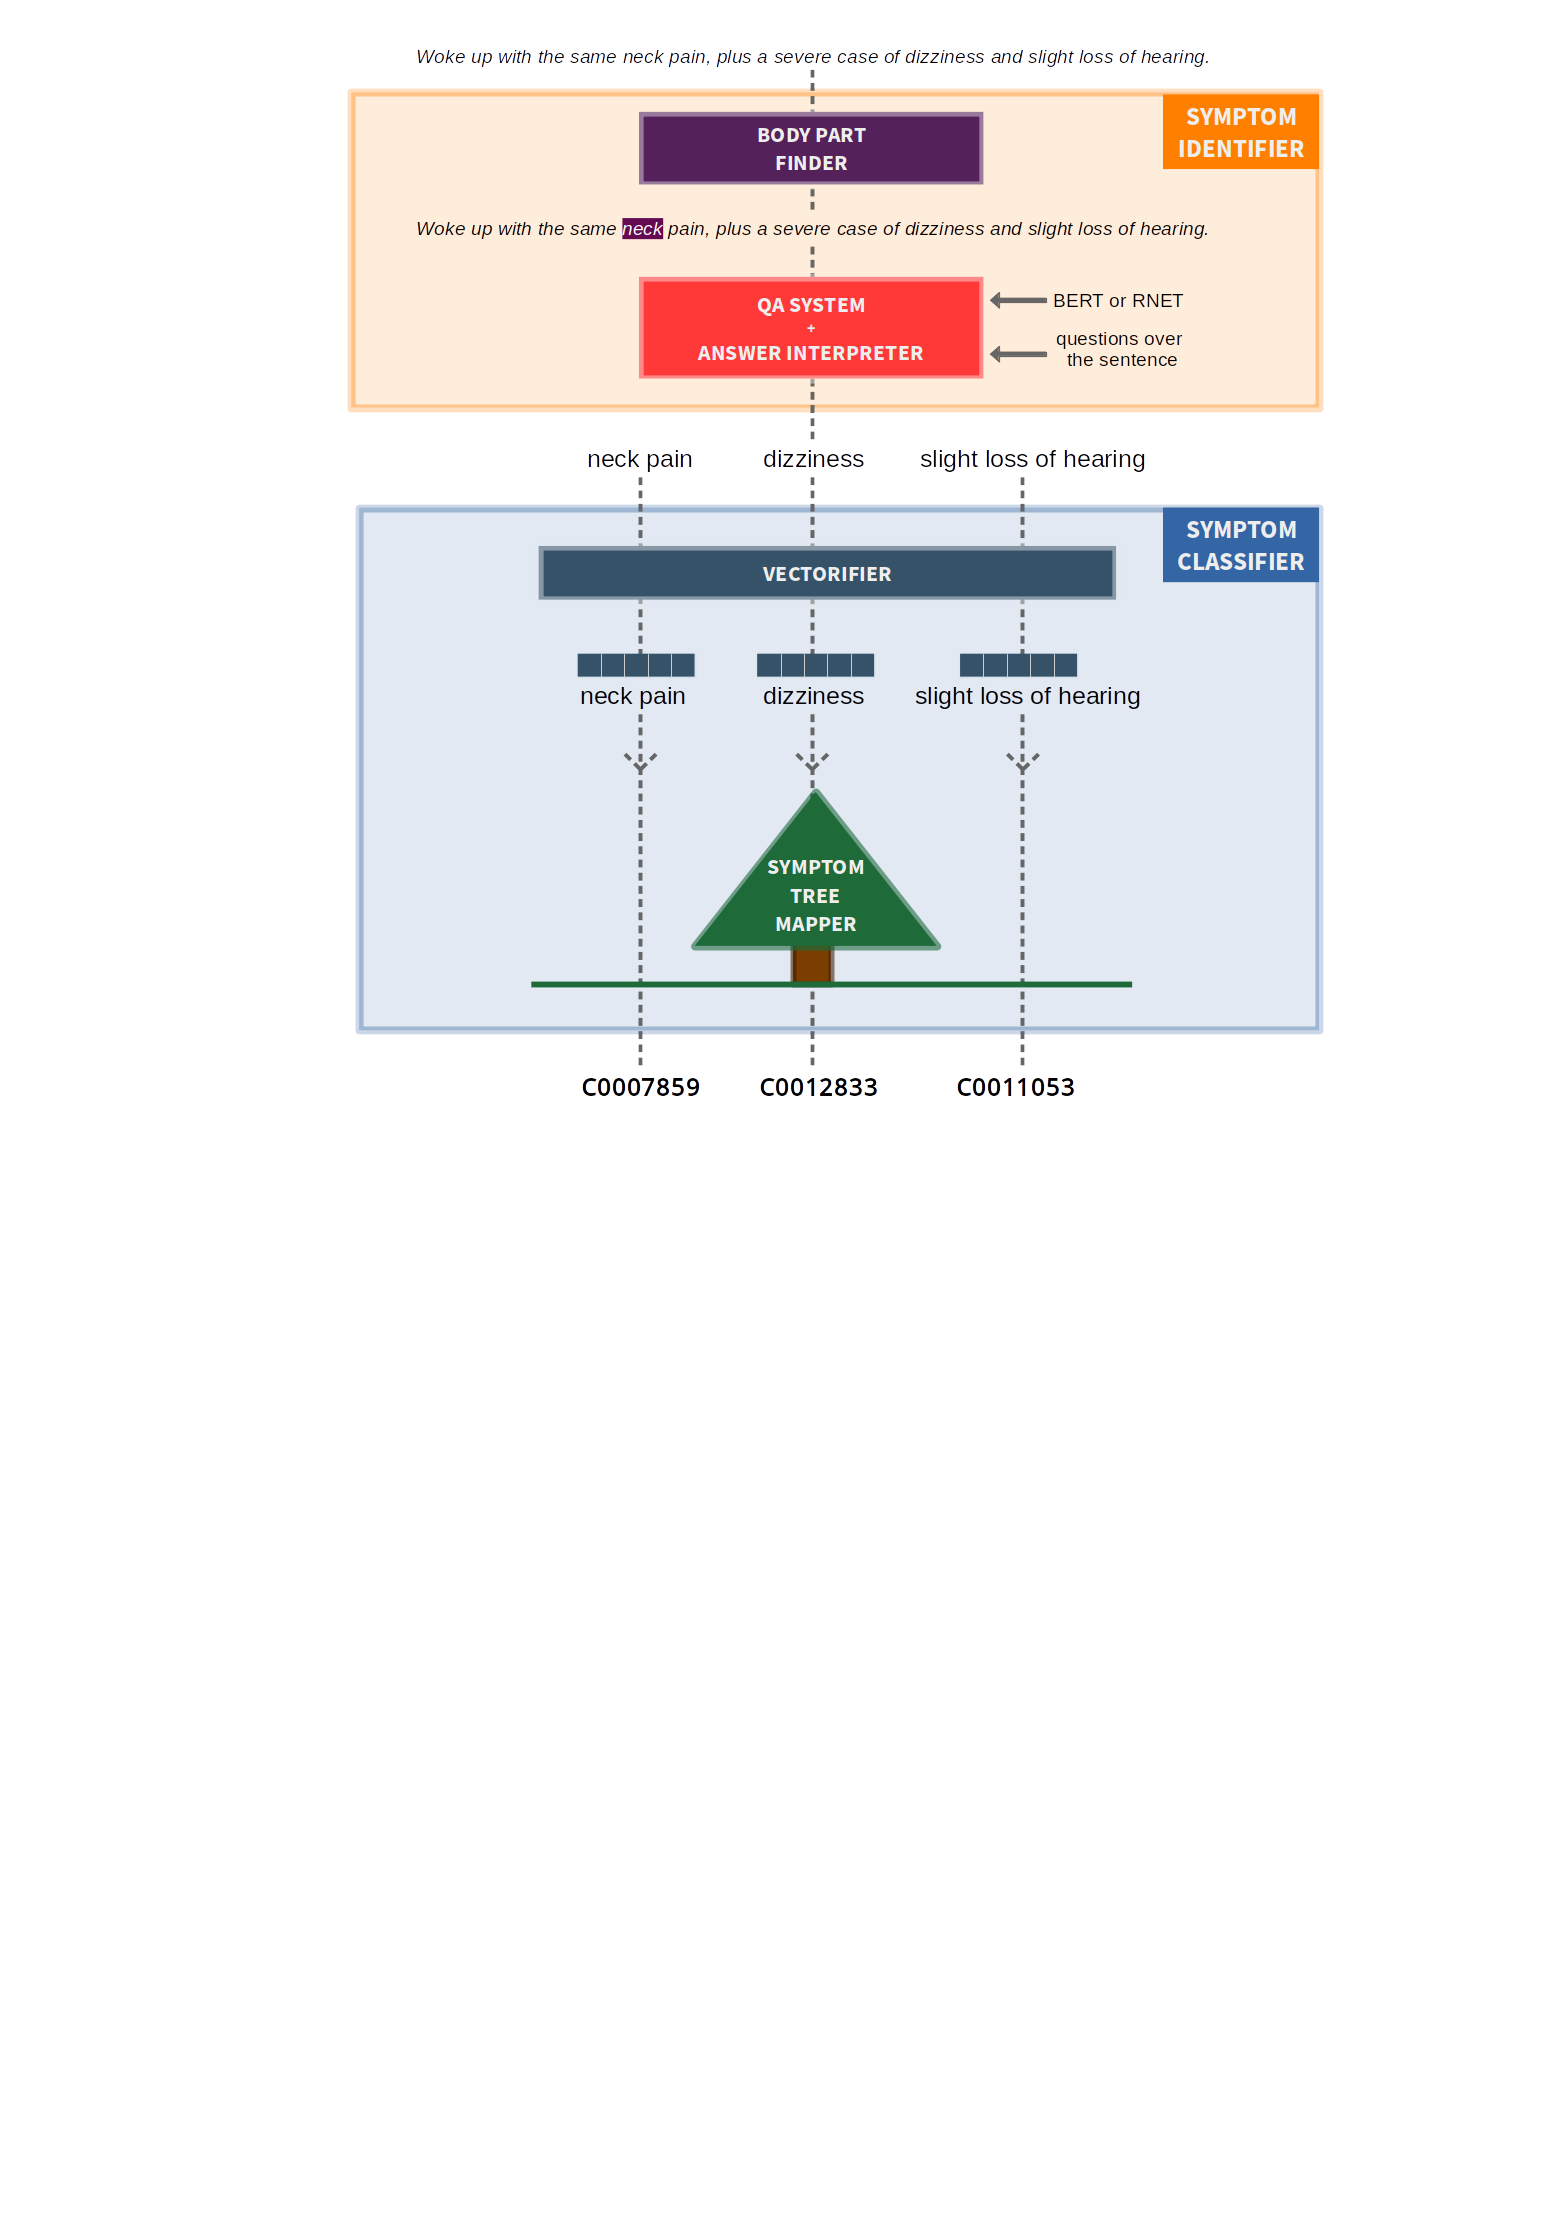 Woke up with the same neck pain, plus a severe case of dizziness and slight loss of hearing.
SYMPTOM
IDENTIFIER
BODY PART
FINDER
Woke up with the same neck pain, plus a severe case of dizziness and slight loss of hearing.
QA SYSTEM
+
ANSWER INTERPRETER
BERT or RNET
questions over
the sentence
neck pain
dizziness
slight loss of hearing
SYMPTOM
CLASSIFIER
VECTORIFIER
neck pain
dizziness
slight loss of hearing
SYMPTOM
TREE
MAPPER
C0007859
C0012833
C0011053